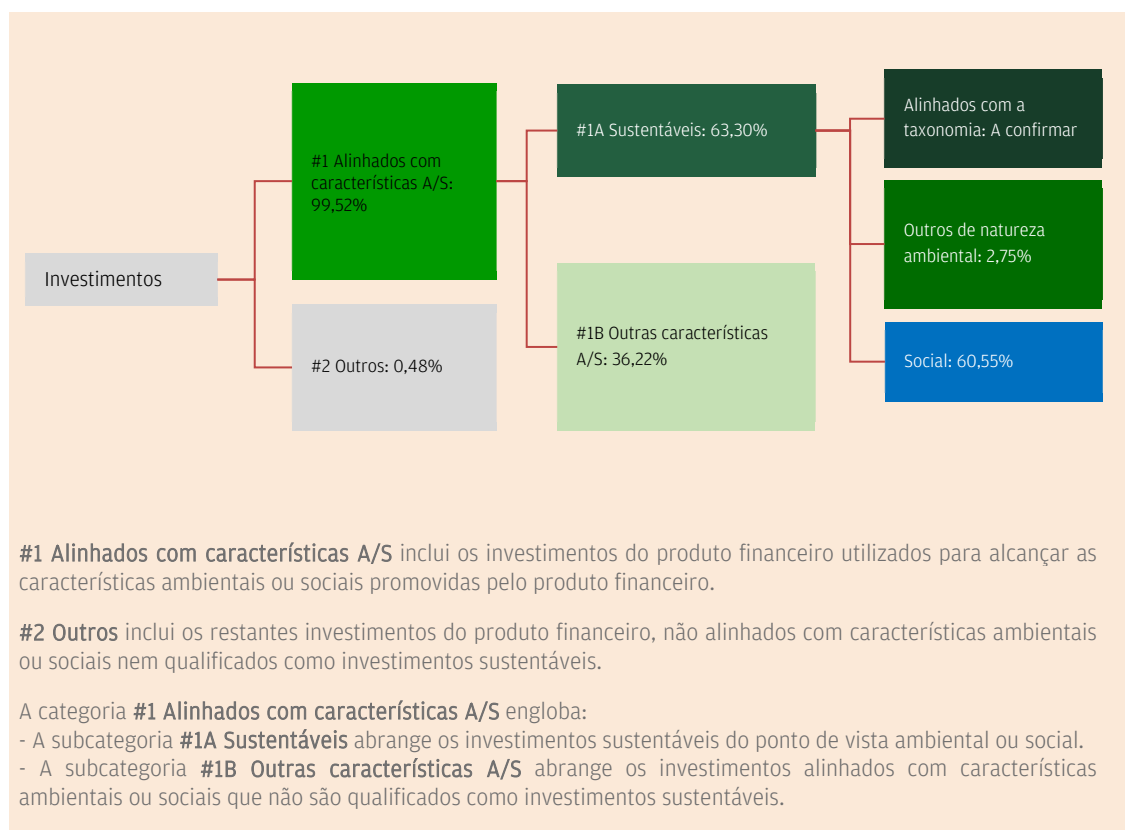 Investimentos
#1 Alinhados com
características A/S:
99,52%
#2 Outros: 0,48%
#1A Sustentáveis: 63,30%
#1B Outras características
A/S: 36,22%
Alinhados com a
taxonomia: A confirmar
Outros de natureza
ambiental: 2,75%
Social: 60,55%
#1 Alinhados com características A/S inclui os investimentos do produto financeiro utilizados para alcançar as
características ambientais ou sociais promovidas pelo produto financeiro.
#2 Outros inclui os restantes investimentos do produto financeiro, não alinhados com características ambientais
ou sociais nem qualificados como investimentos sustentáveis.
A categoria #1 Alinhados com características A/S engloba:
- A subcategoria #1A Sustentáveis abrange os investimentos sustentáveis do ponto de vista ambiental ou social.
- A subcategoria #1B Outras características A/S abrange os investimentos alinhados com características
ambientais ou sociais que não são qualificados como investimentos sustentáveis.